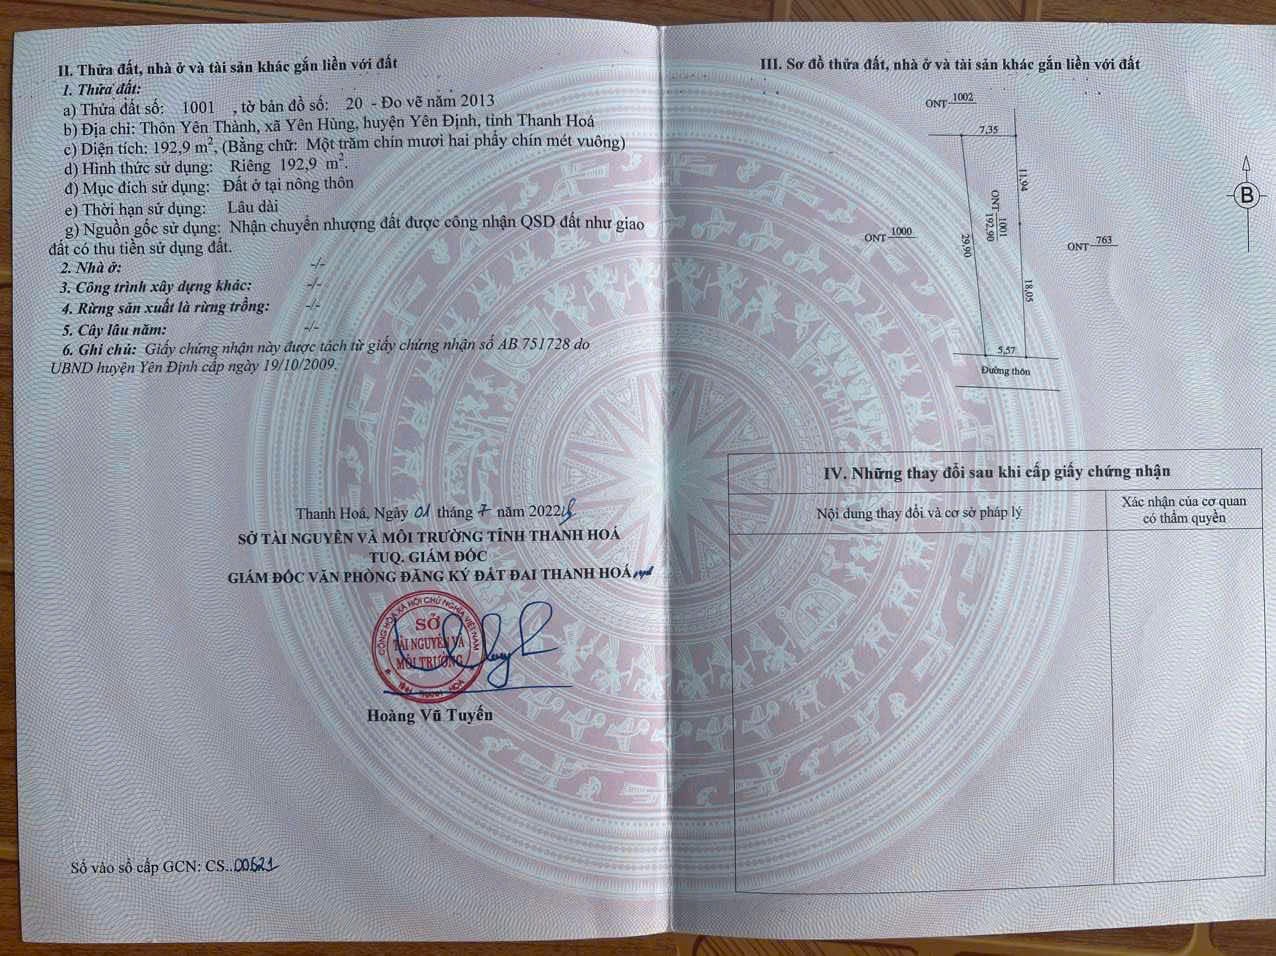 II. Thửa đất, nhà ở và tài sản khác gắn liền với đất
1. Thửa đất:
a) Thửa đất số: 1001 , tờ bản đồ số: 20 - Đo vẽ năm 2013
b) Địa chỉ: Thôn Yên Thành, xã Yên Hùng, huyện Yên Định, tỉnh Thanh Hoá
c) Diện tích: 192,9 m², (Bằng chữ: Một trăm chín mươi hai phẩy chín mét vuông)
d) Hình thức sử dụng: Riêng 192,9 m².
đ) Mục đích sử dụng: Đất ở tại nông thôn
e) Thời hạn sử dụng: Lâu dài
g) Nguồn gốc sử dụng: Nhận chuyển nhượng đất được công nhận QSD đất như giao
đất có thu tiền sử dụng đất.
2. Nhà ở: -/-
3. Công trình xây dựng khác: -/-
4. Rừng sản xuất là rừng trồng: -/-
5. Cây lâu năm: -/-
6. Ghi chú: Giấy chứng nhận này được tách từ giấy chứng nhận số AB 751728 do
UBND huyện Yên Định cấp ngày 19/10/2009.
Thanh Hoá, Ngày 01 tháng 7 năm 2022
SỞ TÀI NGUYÊN VÀ MÔI TRƯỜNG TỈNH THANH HOÁ
TUQ. GIÁM ĐỐC
GIÁM ĐỐC VĂN PHÒNG ĐĂNG KÝ ĐẤT ĐAI THANH HOÁ
CỘNG HOÀ XÃ HỘI CHỦ NGHĨA VIỆT NAM
SỞ
TÀI NGUYÊN VÀ
MÔI TRƯỜNG
TỈNH THANH HOÁ
Hoàng Vũ Tuyến
Số vào sổ cấp GCN: CS..00621
III. Sơ đồ thửa đất, nhà ở và tài sản khác gắn liền với đất
ONT 1002
7,35
11,94
B
ONT 1001
192,90
ONT 1000
29,90
ONT 763
18,05
5,57
Đường thôn
IV. Những thay đổi sau khi cấp giấy chứng nhận
Nội dung thay đổi và cơ sở pháp lý
Xác nhận của cơ quan
có thẩm quyền